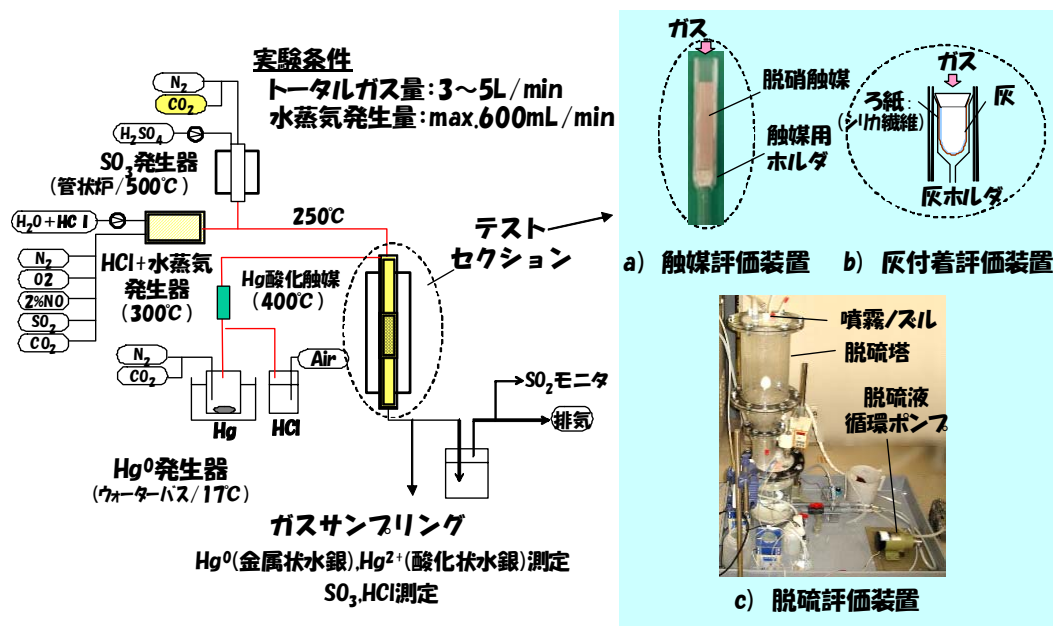 実験条件
トータルガス量:3～5L/min
水蒸気発生量:max.600mL/min
N₂
CO₂
H₂SO₄
SO₃発生器
(管状炉/500℃)
H₂O+HCl
250℃
N₂
O2
2%NO
SO₂
CO₂
HCl+水蒸気
発生器
(300℃)
Hg酸化触媒
(400℃)
テスト
セクション
N₂
CO₂
Air
Hg
HCl
SO₂モニタ
排気
Hg⁰発生器
(ウォーターバス/17℃)
ガスサンプリング
Hg⁰(金属状水銀),Hg²⁺(酸化状水銀)測定
SO₃,HCl測定
ガス
脱硝触媒
触媒用
ホルダ
a) 触媒評価装置
ガス
ろ紙
(シリカ繊維)
灰
灰ホルダ
b) 灰付着評価装置
噴霧ノズル
脱硫塔
脱硫液
循環ポンプ
c) 脱硫評価装置